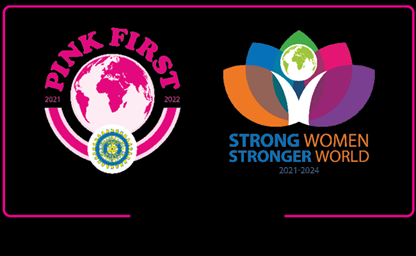 PINK FIRST
2021
2022
STRONG WOMEN
STRONGER WORLD
2021-2024